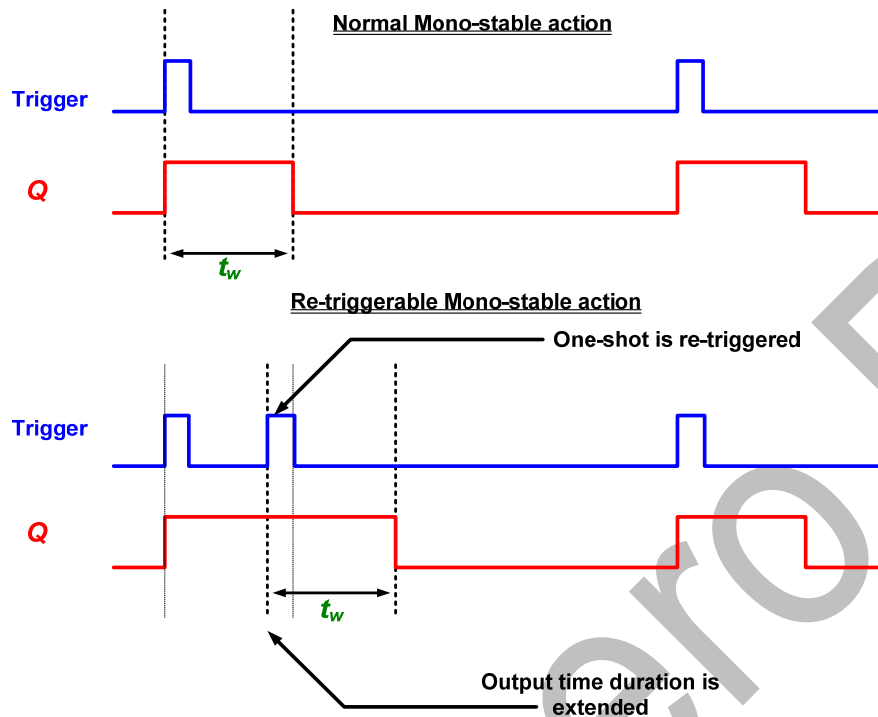 Normal Mono-stable action
Trigger
Q
tw
Re-triggerable Mono-stable action
One-shot is re-triggered
Trigger
Q
tw
Output time duration is
extended